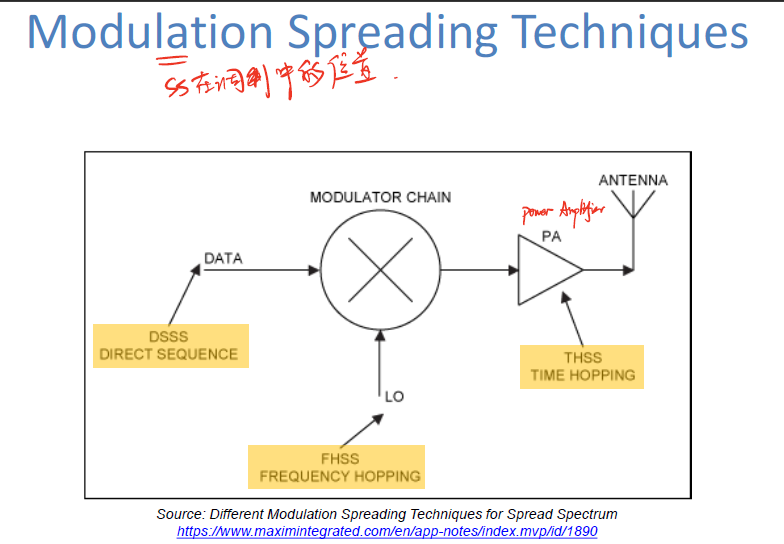 Modulation Spreading Techniques
SS在调制中的位置.
ANTENNA
MODULATOR CHAIN
power Amplifier
PA
DATA
DSSS
DIRECT SEQUENCE
THSS
TIME HOPPING
LO
FHSS
FREQUENCY HOPPING
Source: Different Modulation Spreading Techniques for Spread Spectrum
https://www.maximintegrated.com/en/app-notes/index.mvp/id/1890